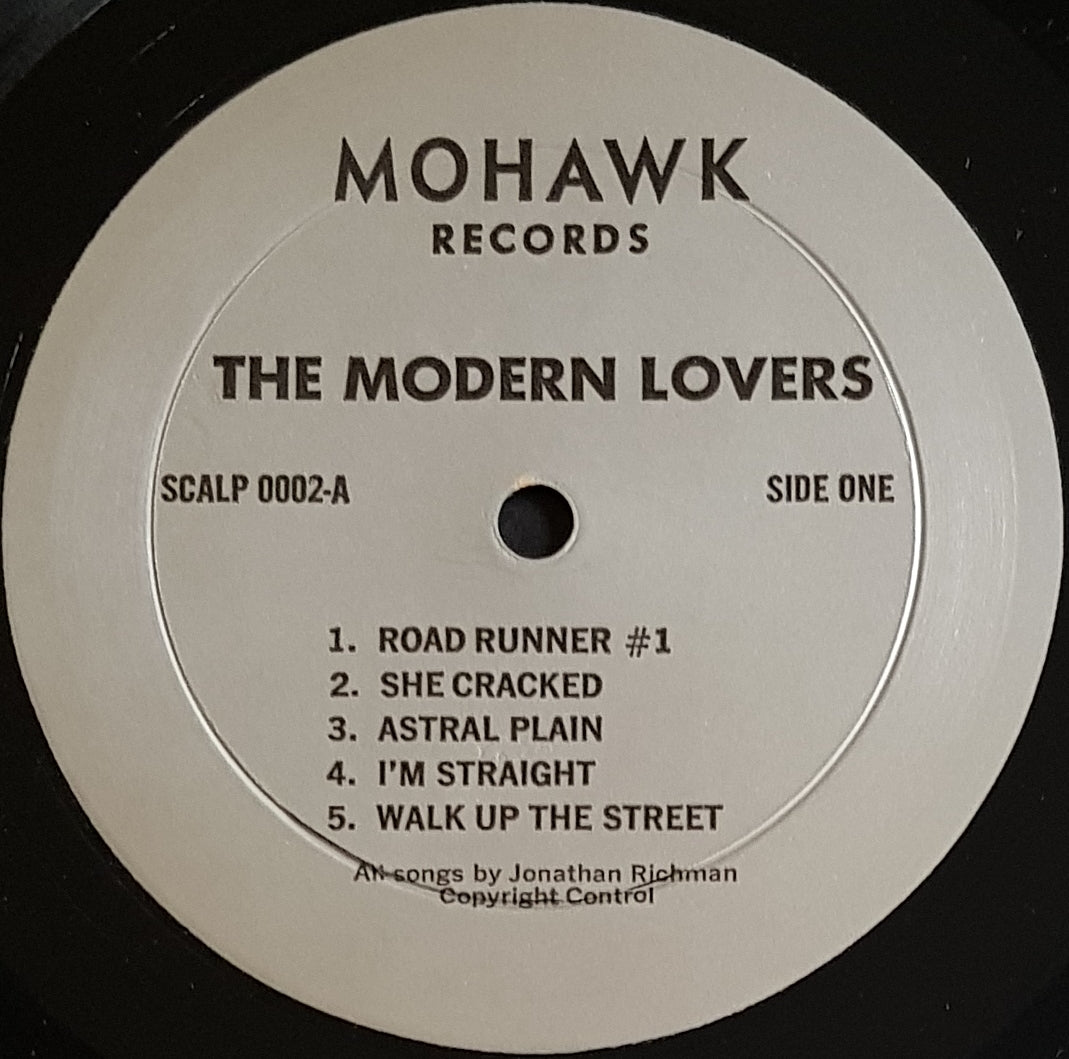 MOHAWK
RECORDS
THE MODERN LOVERS
SCALP 0002-A
SIDE ONE
1. ROAD RUNNER #1
2. SHE CRACKED
3. ASTRAL PLAIN
4. I'M STRAIGHT
5. WALK UP THE STREET
All songs by Jonathan Richman
Copyright Control